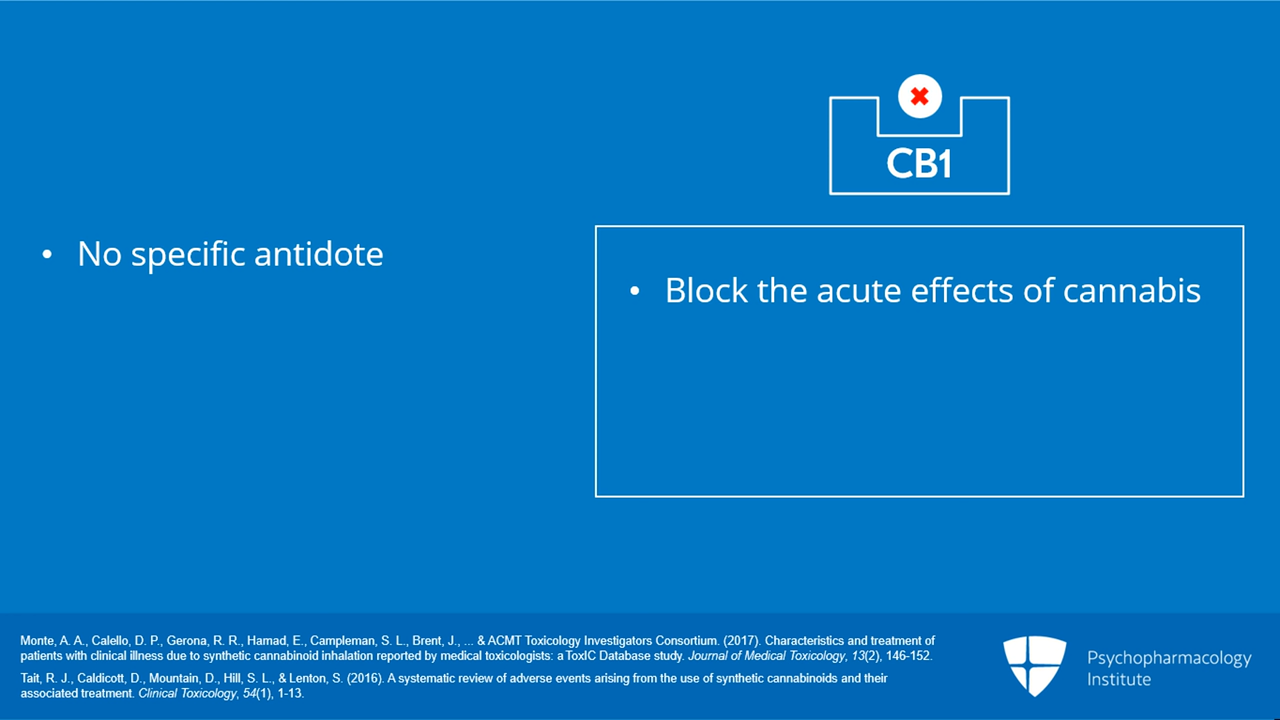 CB1
• No specific antidote
• Block the acute effects of cannabis
Monte, A. A., Calello, D. P., Gerona, R. R., Hamad, E., Campleman, S. L., Brent, J., ... & ACMT Toxicology Investigators Consortium. (2017). Characteristics and treatment of
patients with clinical illness due to synthetic cannabinoid inhalation reported by medical toxicologists: a ToxIC Database study. Journal of Medical Toxicology, 13(2), 146-152.
Tait, R. J., Caldicott, D., Mountain, D., Hill, S. L., & Lenton, S. (2016). A systematic review of adverse events arising from the use of synthetic cannabinoids and their
associated treatment. Clinical Toxicology, 54(1), 1-13.
Psychopharmacology
Institute